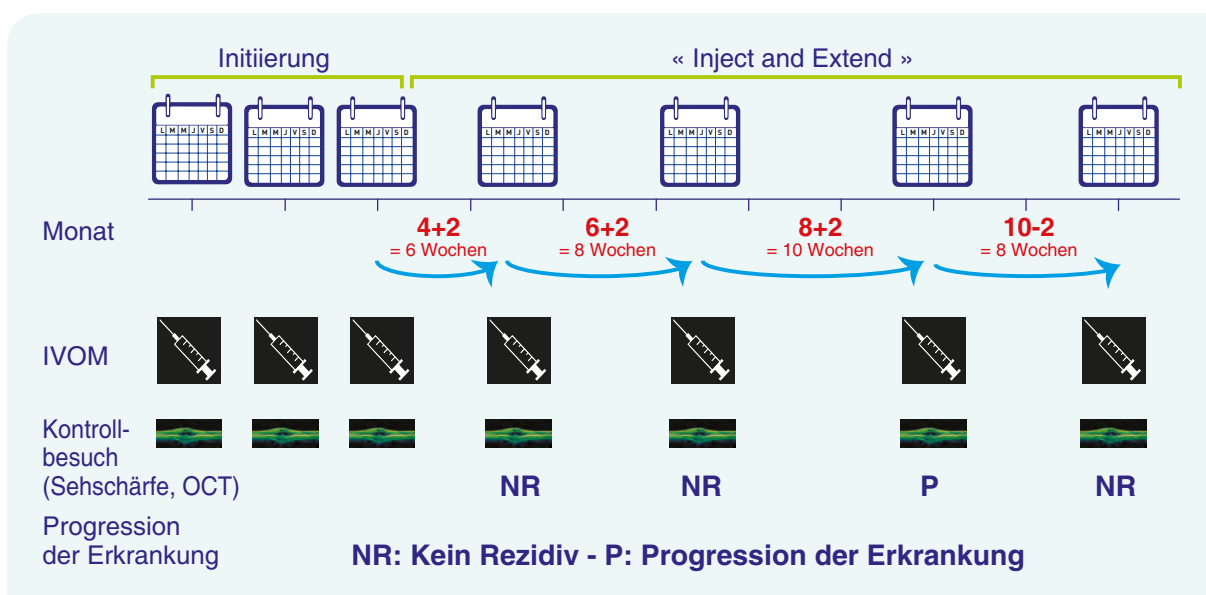 Initiierung
« Inject and Extend »
L M M J V S D
L M M J V S D
L M M J V S D
L M M J V S D
L M M J V S D
L M M J V S D
L M M J V S D
Monat
4+2
= 6 Wochen
6+2
= 8 Wochen
8+2
= 10 Wochen
10-2
= 8 Wochen
IVOM
Kontroll-
besuch
(Sehschärfe, OCT)
NR
NR
P
NR
Progression
der Erkrankung
NR: Kein Rezidiv - P: Progression der Erkrankung